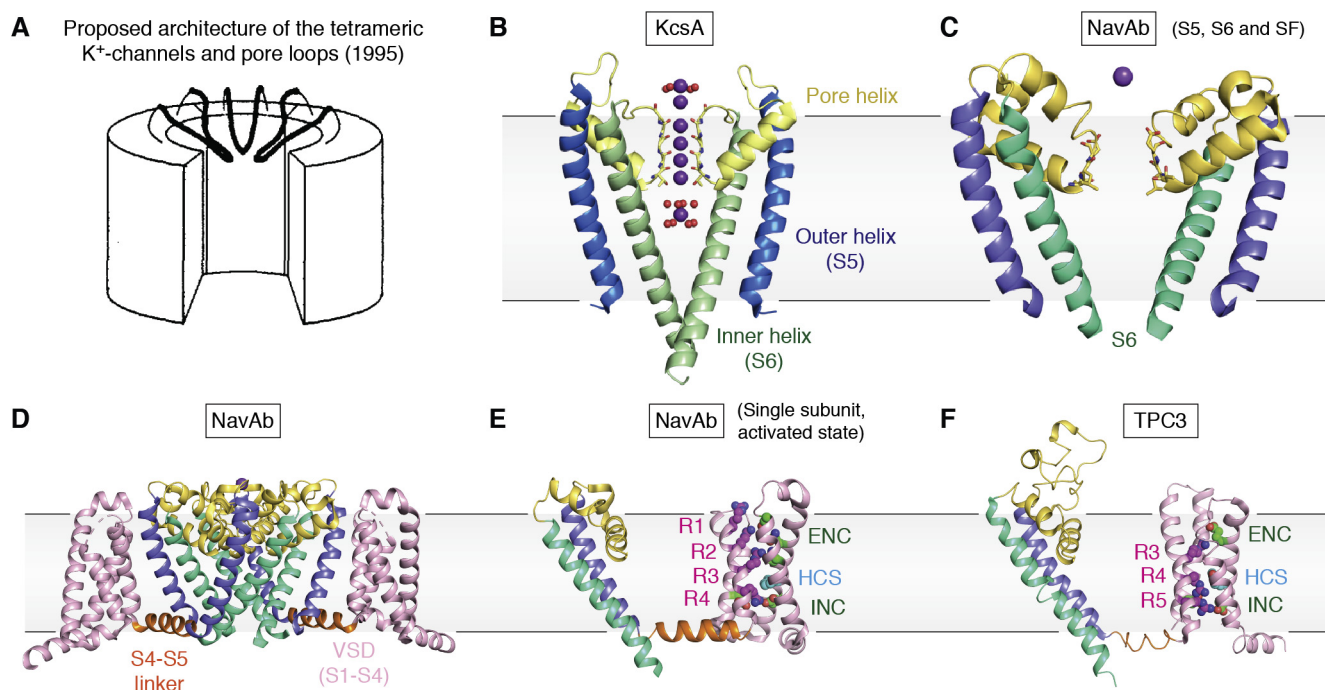 A
Proposed architecture of the tetrameric
K⁺-channels and pore loops (1995)
B
KcsA
Pore helix
Outer helix
(S5)
Inner helix
(S6)
C
NavAb
(S5, S6 and SF)
S6
D
NavAb
S4-S5
linker
VSD
(S1-S4)
E
NavAb
(Single subunit,
activated state)
R1
R2
R3
R4
ENC
HCS
INC
F
TPC3
R3
R4
R5
ENC
HCS
INC